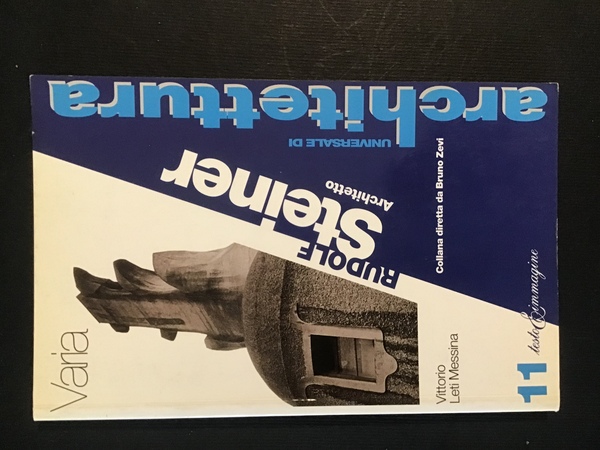 UNIVERSALE DI
architettura
RUDOLF
Steiner
Architetto
Collana diretta da Bruno Zevi
Varia
Vittorio
Leti Messina
testo&immagine
11